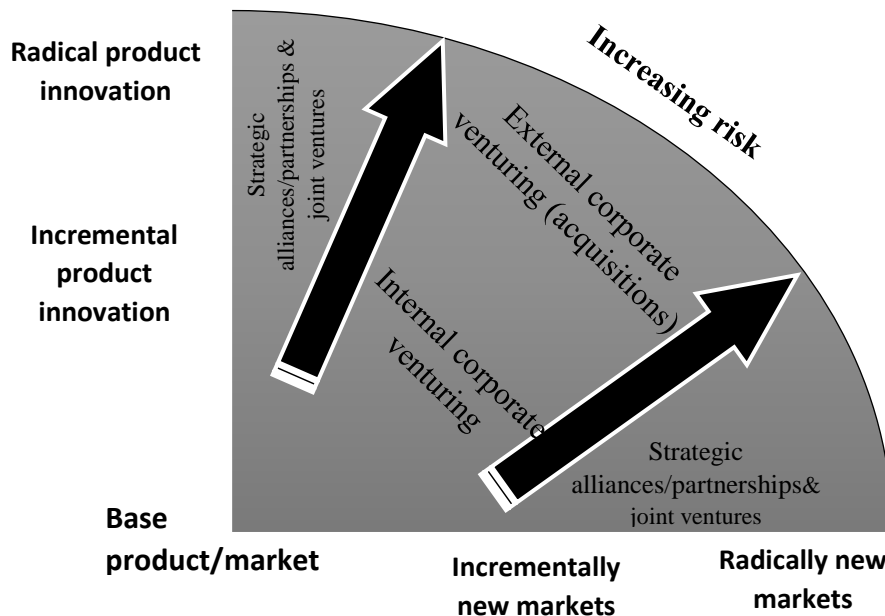 Radical product
innovation
Incremental
product
innovation
Base
product/market
Strategic
alliances/partnerships &
joint ventures
Increasing risk
External corporate
venturing (acquisitions)
Internal corporate
venturing
Strategic
alliances/partnerships&
joint ventures
Incrementally
new markets
Radically new
markets